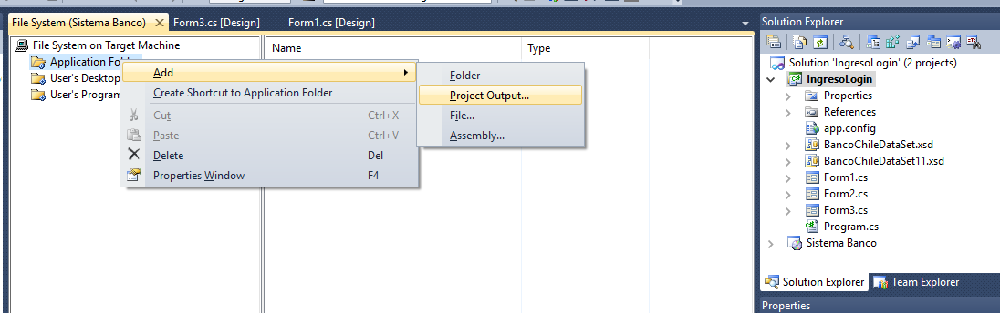 File System (Sistema Banco)
Form3.cs [Design]
Form1.cs [Design]
File System on Target Machine
Application Fold
User's Desktop
User's Program
Name
Type
Add
Create Shortcut to Application Folder
Cut Ctrl+X
Paste Ctrl+V
Delete Del
Properties Window F4
Folder
Project Output...
File...
Assembly...
Solution Explorer
Solution 'IngresoLogin' (2 projects)
IngresoLogin
Properties
References
app.config
BancoChileDataSet.xsd
BancoChileDataSet11.xsd
Form1.cs
Form2.cs
Form3.cs
Program.cs
Sistema Banco
Solution Explorer
Team Explorer
Properties